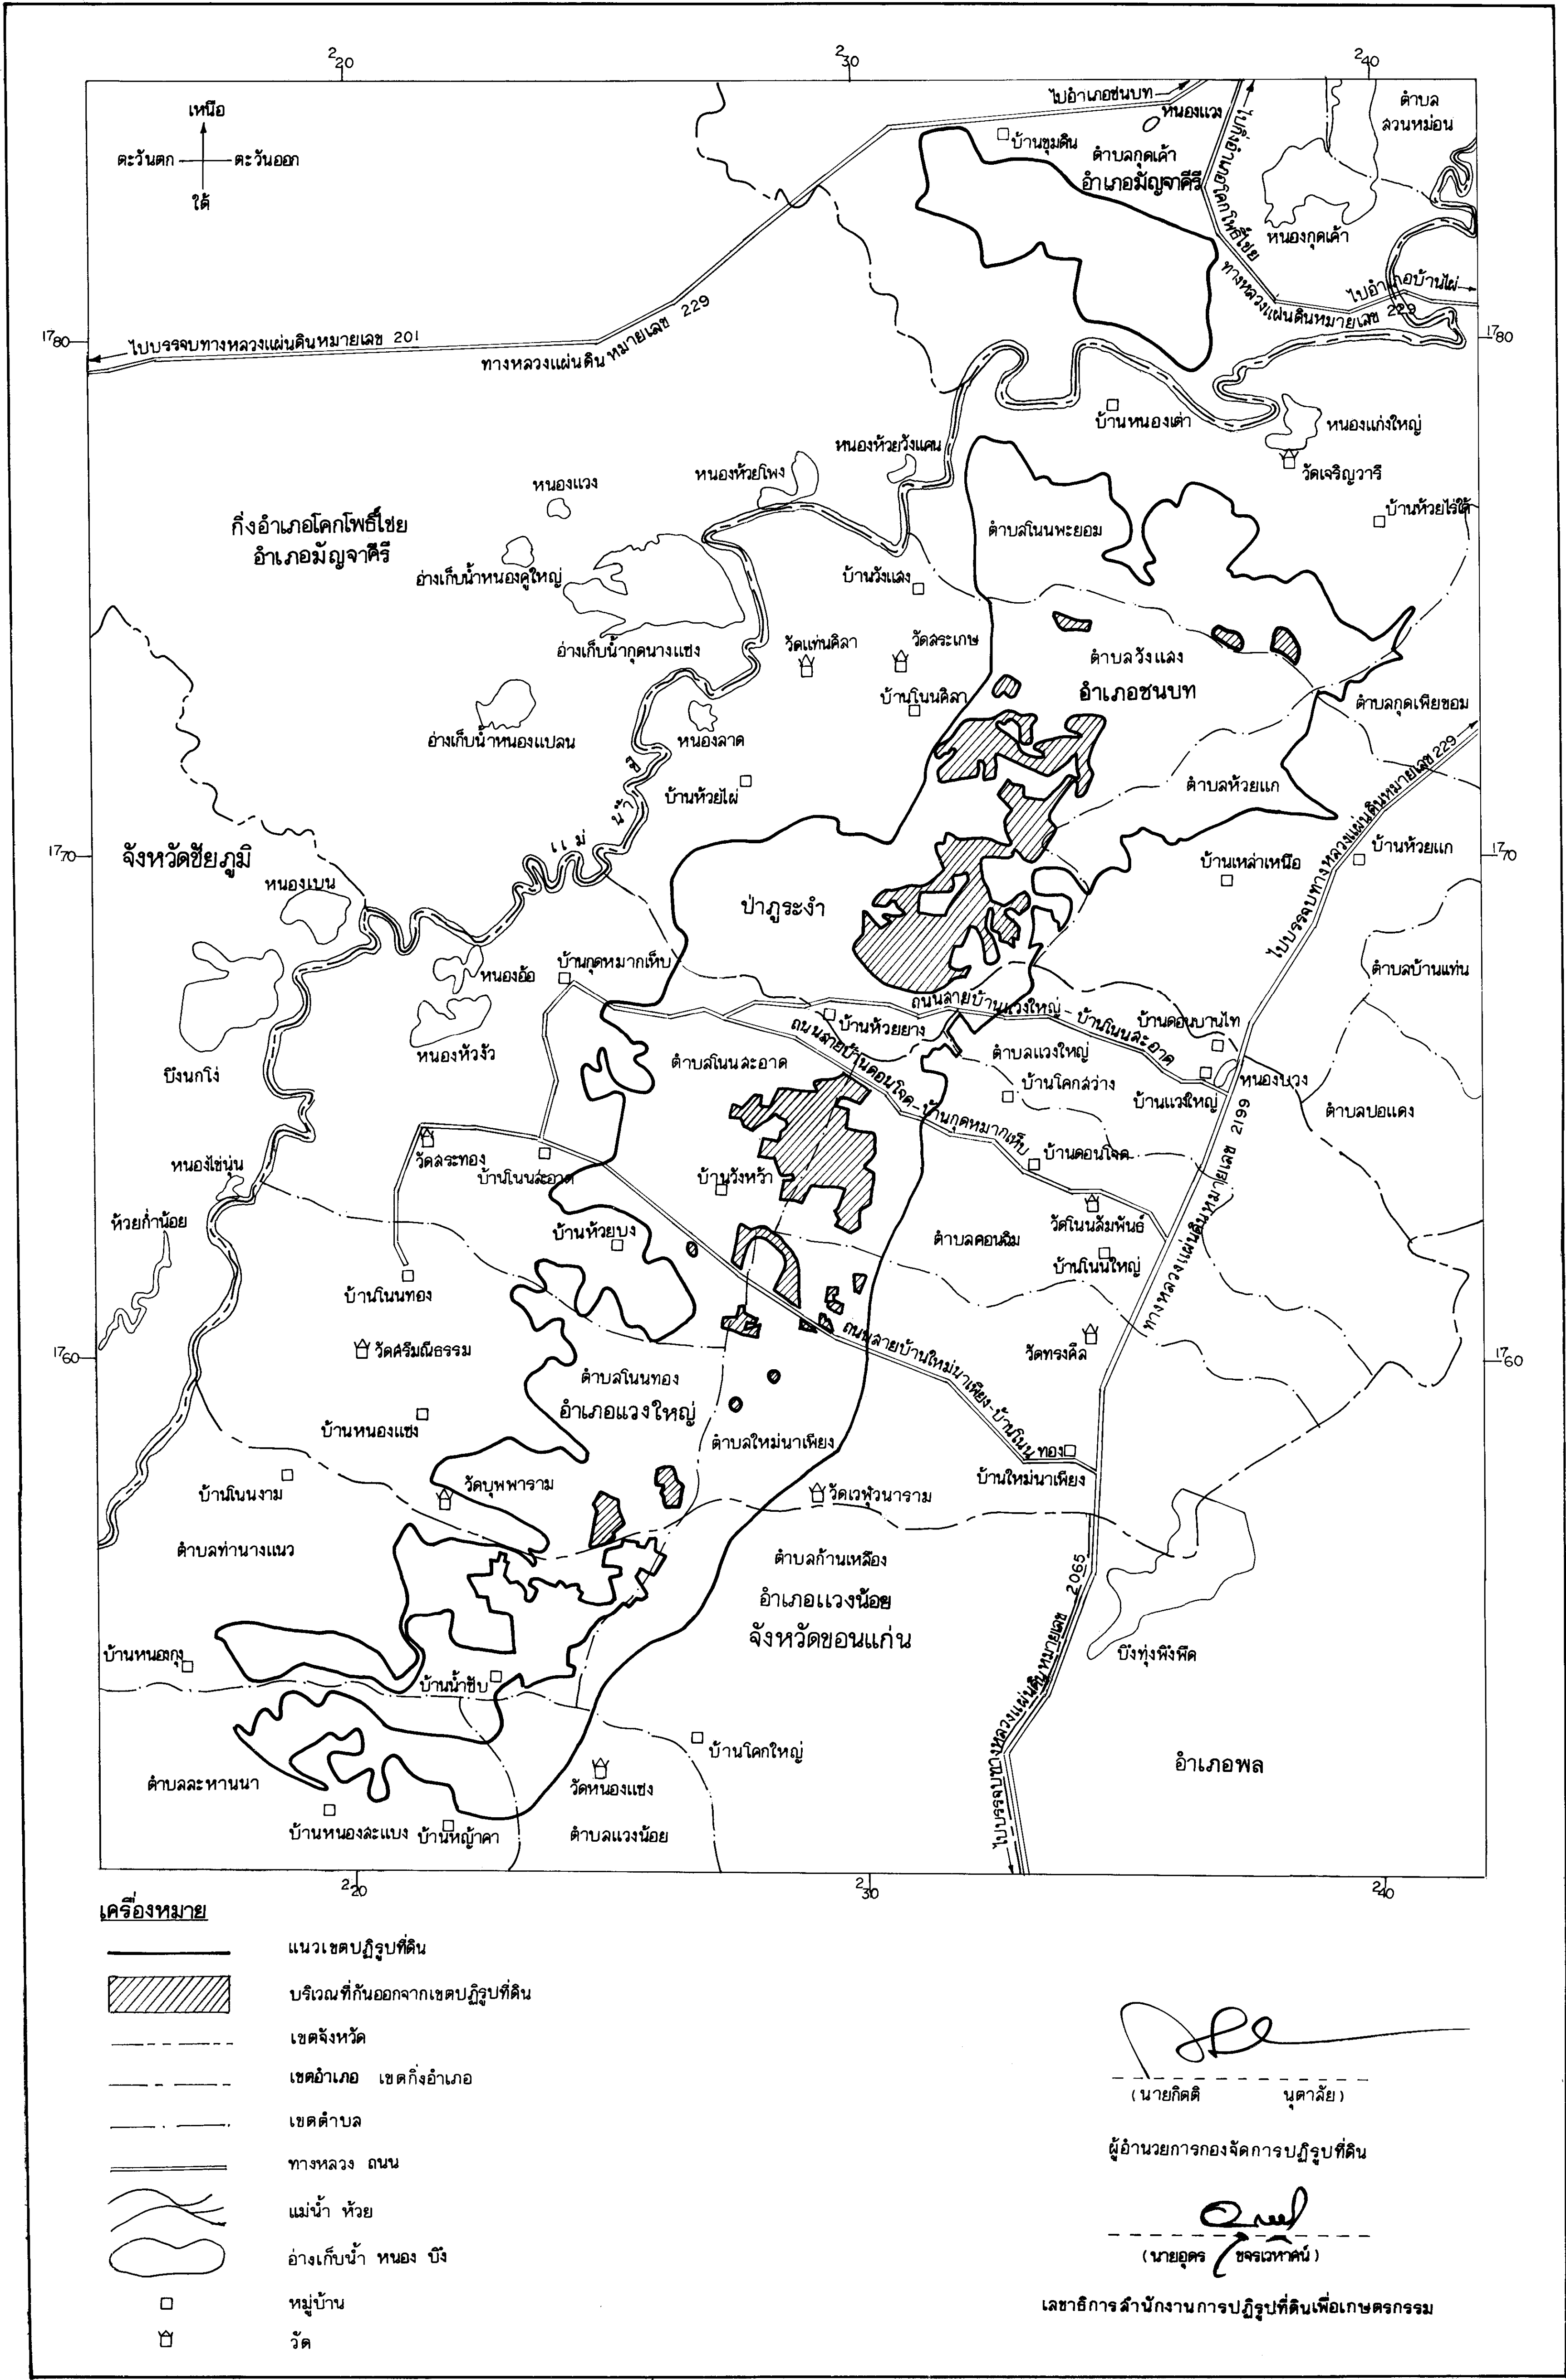 220
230
240
เหนือ
ตะวันตก
ตะวันออก
ใต้
ไปอำเภอชนบท
หนองแวง
บ้านขุมดิน
ตำบลกุดเค้า
อำเภอมัญจาคีรี
ไปกิ่งอำเภอโคกโพธิ์ไชย
ตำบล
สวนหม่อน
หนองกุดเค้า
ไปอำเภอบ้านไผ่
ทางหลวงแผ่นดินหมายเลข 229
1780
ไปบรรจบทางหลวงแผ่นดินหมายเลข 201
ทางหลวงแผ่นดินหมายเลข 229
1780
บ้านหนองเต่า
หนองแก่งใหญ่
วัดเจริญวารี
บ้านห้วยไร่ใต้
หนองห้วยวังแคน
หนองห้วยโพง
หนองแวง
ตำบลโนนพะยอม
กิ่งอำเภอโคกโพธิ์ไชย
อำเภอมัญจาคีรี
อ่างเก็บน้ำหนองคูใหญ่
บ้านวังแสง
อ่างเก็บน้ำกุดนางแซง
วัดแท่นศิลา
วัดสระเกษ
บ้านโนนศิลา
ตำบลวังแสง
อำเภอชนบท
ตำบลกุดเพียขอม
อ่างเก็บน้ำหนองแปลน
หนองลาด
แม่น้ำชี
บ้านห้วยไผ่
ตำบลห้วยแก
ไปบรรจบทางหลวงแผ่นดินหมายเลข 229
1770
จังหวัดชัยภูมิ
หนองเบน
ป่าภูระงำ
บ้านเหล่าเหนือ
บ้านห้วยแก
1770
บ้านกุดหมากเห็บ
หนองอ้อ
หนองหัวงัว
บึงนกโง่
ตำบลบ้านแท่น
ถนนสายบ้านแวงใหญ่-บ้านโนนสะอาด
บ้านห้วยยาง
บ้านดอนบานไท
ตำบลโนนสะอาด
ถนนสายบ้านดอนโจด-บ้านกุดหมากเห็บ
ตำบลแวงใหญ่
บ้านโคกสว่าง
บ้านแวงใหญ่
หนองแวง
ตำบลปอแดง
ทางหลวงแผ่นดินหมายเลข 2199
หนองไข่นุ่น
วัดสระทอง
บ้านโนนสะอาด
บ้านวังหว้า
บ้านดอนโจด
วัดโนนสัมพันธ์
ห้วยก่ำน้อย
บ้านห้วยบง
ตำบลคอนฉิม
บ้านโนนใหญ่
บ้านโนนทอง
วัดศรีมณีธรรม
ถนนสายบ้านใหม่นาเพียง-บ้านโนนทอง
วัดทรงศิล
1760
1760
ตำบลโนนทอง
อำเภอแวงใหญ่
บ้านหนองแซง
ตำบลใหม่นาเพียง
บ้านใหม่นาเพียง
วัดบุพพาราม
วัดเวฬุวนาราม
บ้านโนนงาม
ตำบลท่านางแนว
ตำบลก้านเหลือง
อำเภอแวงน้อย
จังหวัดขอนแก่น
ไปบรรจบทางหลวงแผ่นดินหมายเลข 2065
บึงทุ่งพึงพืด
บ้านหนองกุง
บ้านน้ำซับ
บ้านโคกใหญ่
อำเภอพล
ตำบลละหานนา
วัดหนองแซง
บ้านหนองละแบง
บ้านหญ้าคา
ตำบลแวงน้อย
220
230
240
เครื่องหมาย
แนวเขตปฏิรูปที่ดิน
บริเวณที่กันออกจากเขตปฏิรูปที่ดิน
เขตจังหวัด
เขตอำเภอ เขตกิ่งอำเภอ
เขตตำบล
ทางหลวง ถนน
แม่น้ำ ห้วย
อ่างเก็บน้ำ หนอง บึง
หมู่บ้าน
วัด
(นายกิตติ นุตาลัย)
ผู้อำนวยการกองจัดการปฏิรูปที่ดิน
(นายอุดร ขจรเวหาศน์)
เลขาธิการสำนักงานการปฏิรูปที่ดินเพื่อเกษตรกรรม